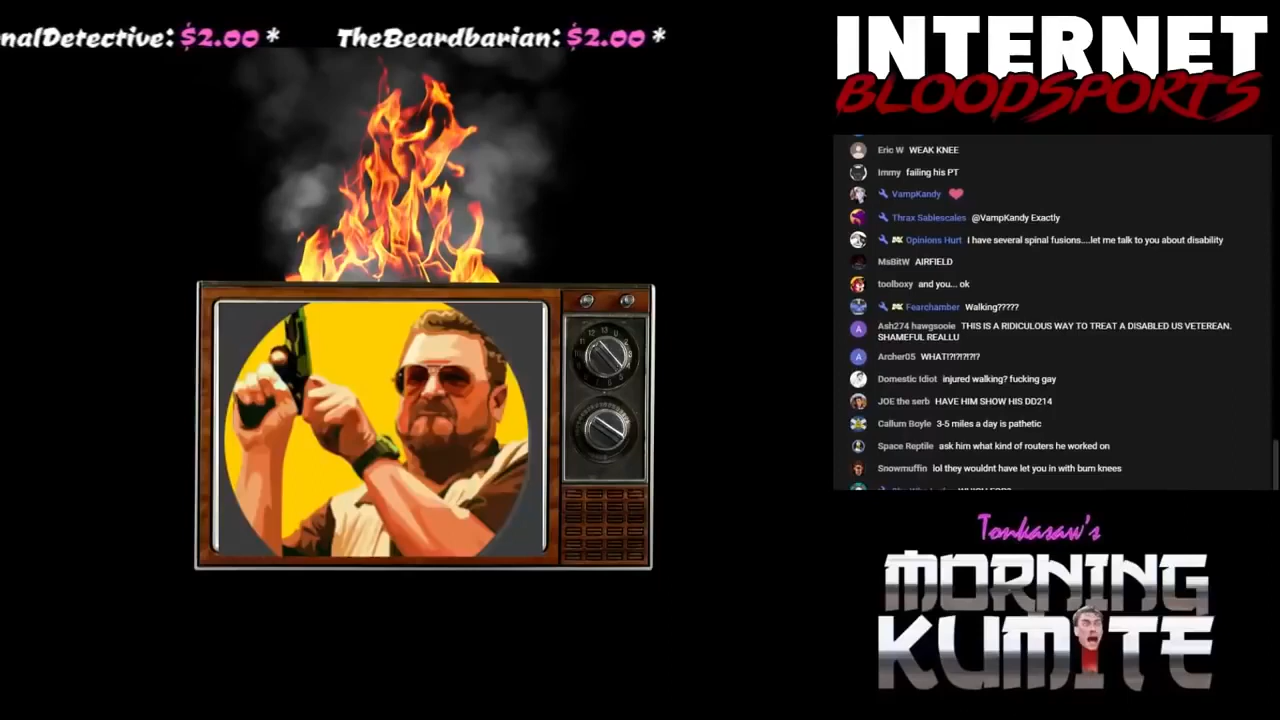 nalDetective: $2.00 * TheBeardbarian: $2.00 *
INTERNET
BLOODSPORTS
Eric W WEAK KNEE
Immy failing his PT
VampKandy
Thrax Sablescales @VampKandy Exactly
Opinions Hurt I have several spinal fusions....let me talk to you about disability
MsBitW AIRFIELD
toolboxy and you... ok
Fearchamber Walking?????
Ash274 hawgsooie THIS IS A RIDICULOUS WAY TO TREAT A DISABLED US VETEREAN.
SHAMEFUL REALLU
Archer05 WHAT!?!?!?!?!?
Domestic Idiot injured walking? fucking gay
JOE the serb HAVE HIM SHOW HIS DD214
Callum Boyle 3-5 miles a day is pathetic
Space Reptile ask him what kind of routers he worked on
Snowmuffin lol they wouldnt have let you in with bum knees
Tonkasaw's
MORNING
KUMITE